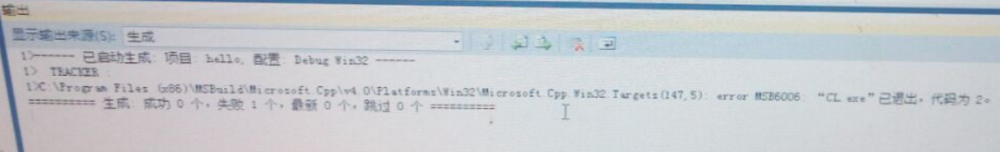 输出
显示输出来源(S): 生成
1>------ 已启动生成: 项目: hello, 配置: Debug Win32 ------
1> TRACKER :
1>C:\Program Files (x86)\MSBuild\Microsoft.Cpp\v4.0\Platforms\Win32\Microsoft.Cpp.Win32.Targets(147,5): error MSB6006: “CL.exe”已退出，代码为 2。
========== 生成: 成功 0 个，失败 1 个，最新 0 个，跳过 0 个 ==========